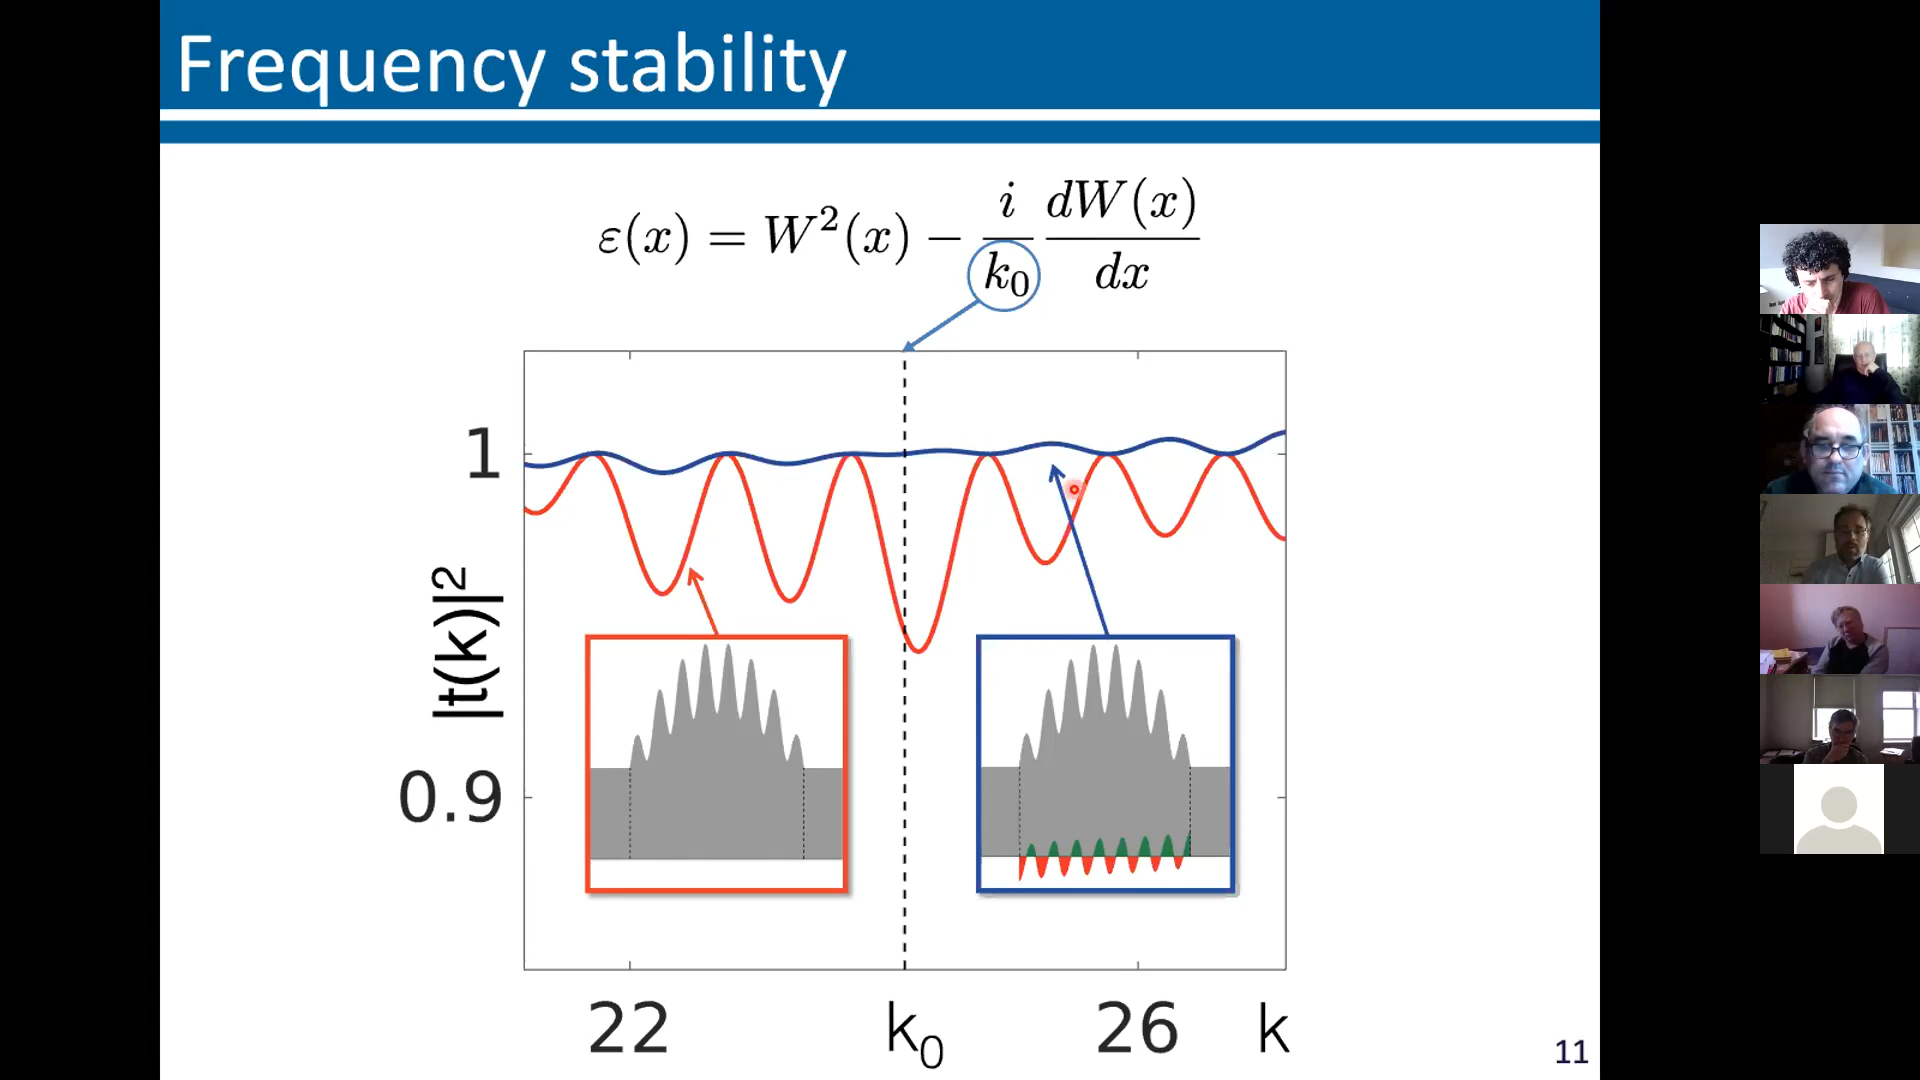 Frequency stability
ε(x) = W²(x) − i/k₀ dW(x)/dx
1
|t(k)|²
0.9
22 k₀ 26 k
11